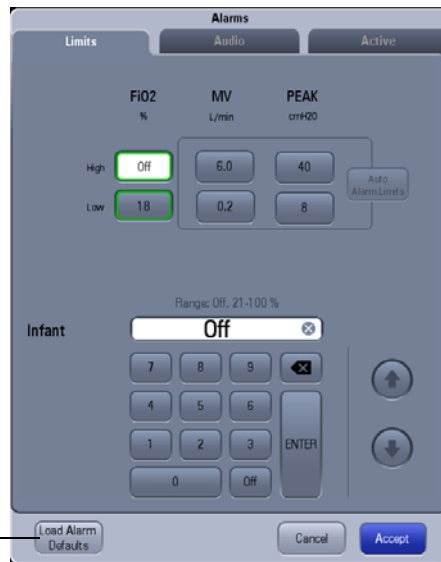 Alarms
Limits Audio Active
FiO2 MV PEAK
% L/min cmH2O
High Off 6.0 40
Auto
Alarm Limits
Low 18 0.2 8
Range: Off, 21-100 %
Infant Off
7 8 9
4 5 6
1 2 3 ENTER
0 Off
Load Alarm
Defaults
Cancel Accept